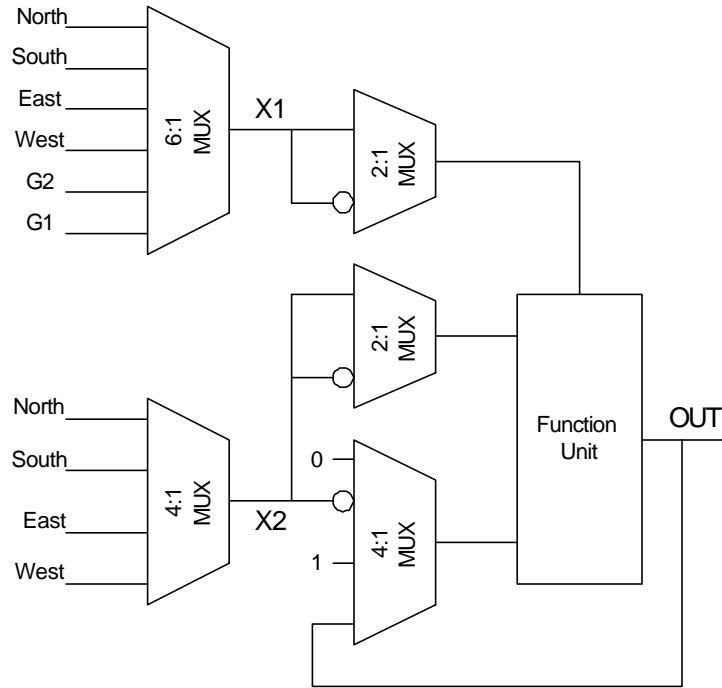 North
South
East
West
G2
G1
6:1
MUX
X1
2:1
MUX
2:1
MUX
North
South
East
West
4:1
MUX
X2
0
1
4:1
MUX
Function
Unit
OUT